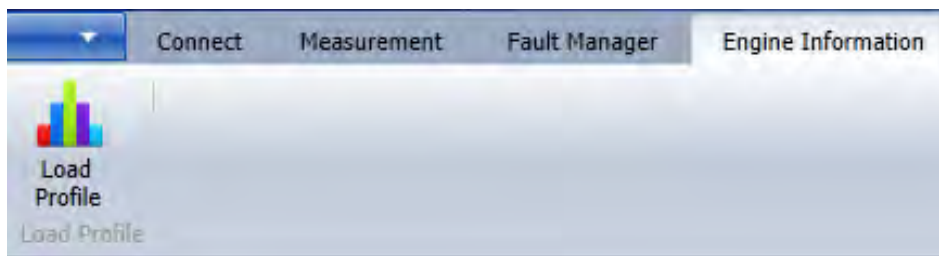 Connect Measurement Fault Manager Engine Information
Load
Profile
Load Profile